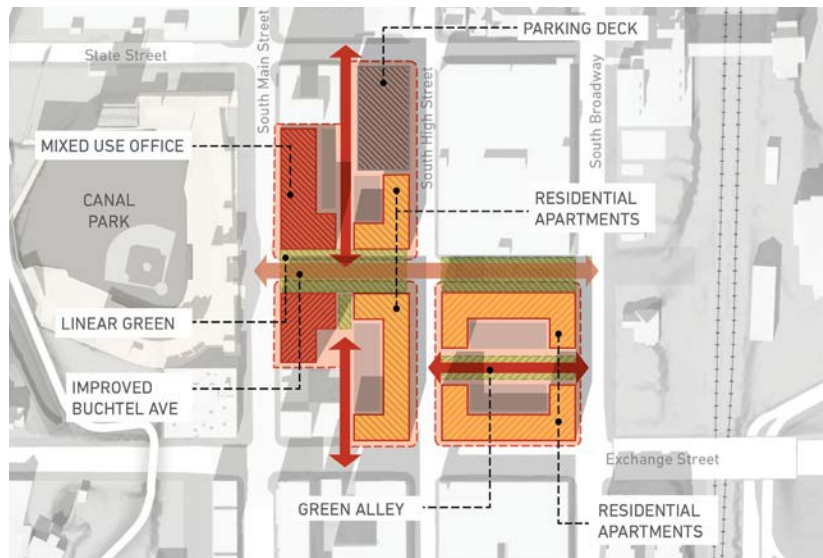 PARKING DECK
State Street
South Main Street
South High Street
South Broadway
MIXED USE OFFICE
CANAL
PARK
RESIDENTIAL
APARTMENTS
LINEAR GREEN
IMPROVED
BUCHTEL AVE
Exchange Street
GREEN ALLEY
RESIDENTIAL
APARTMENTS